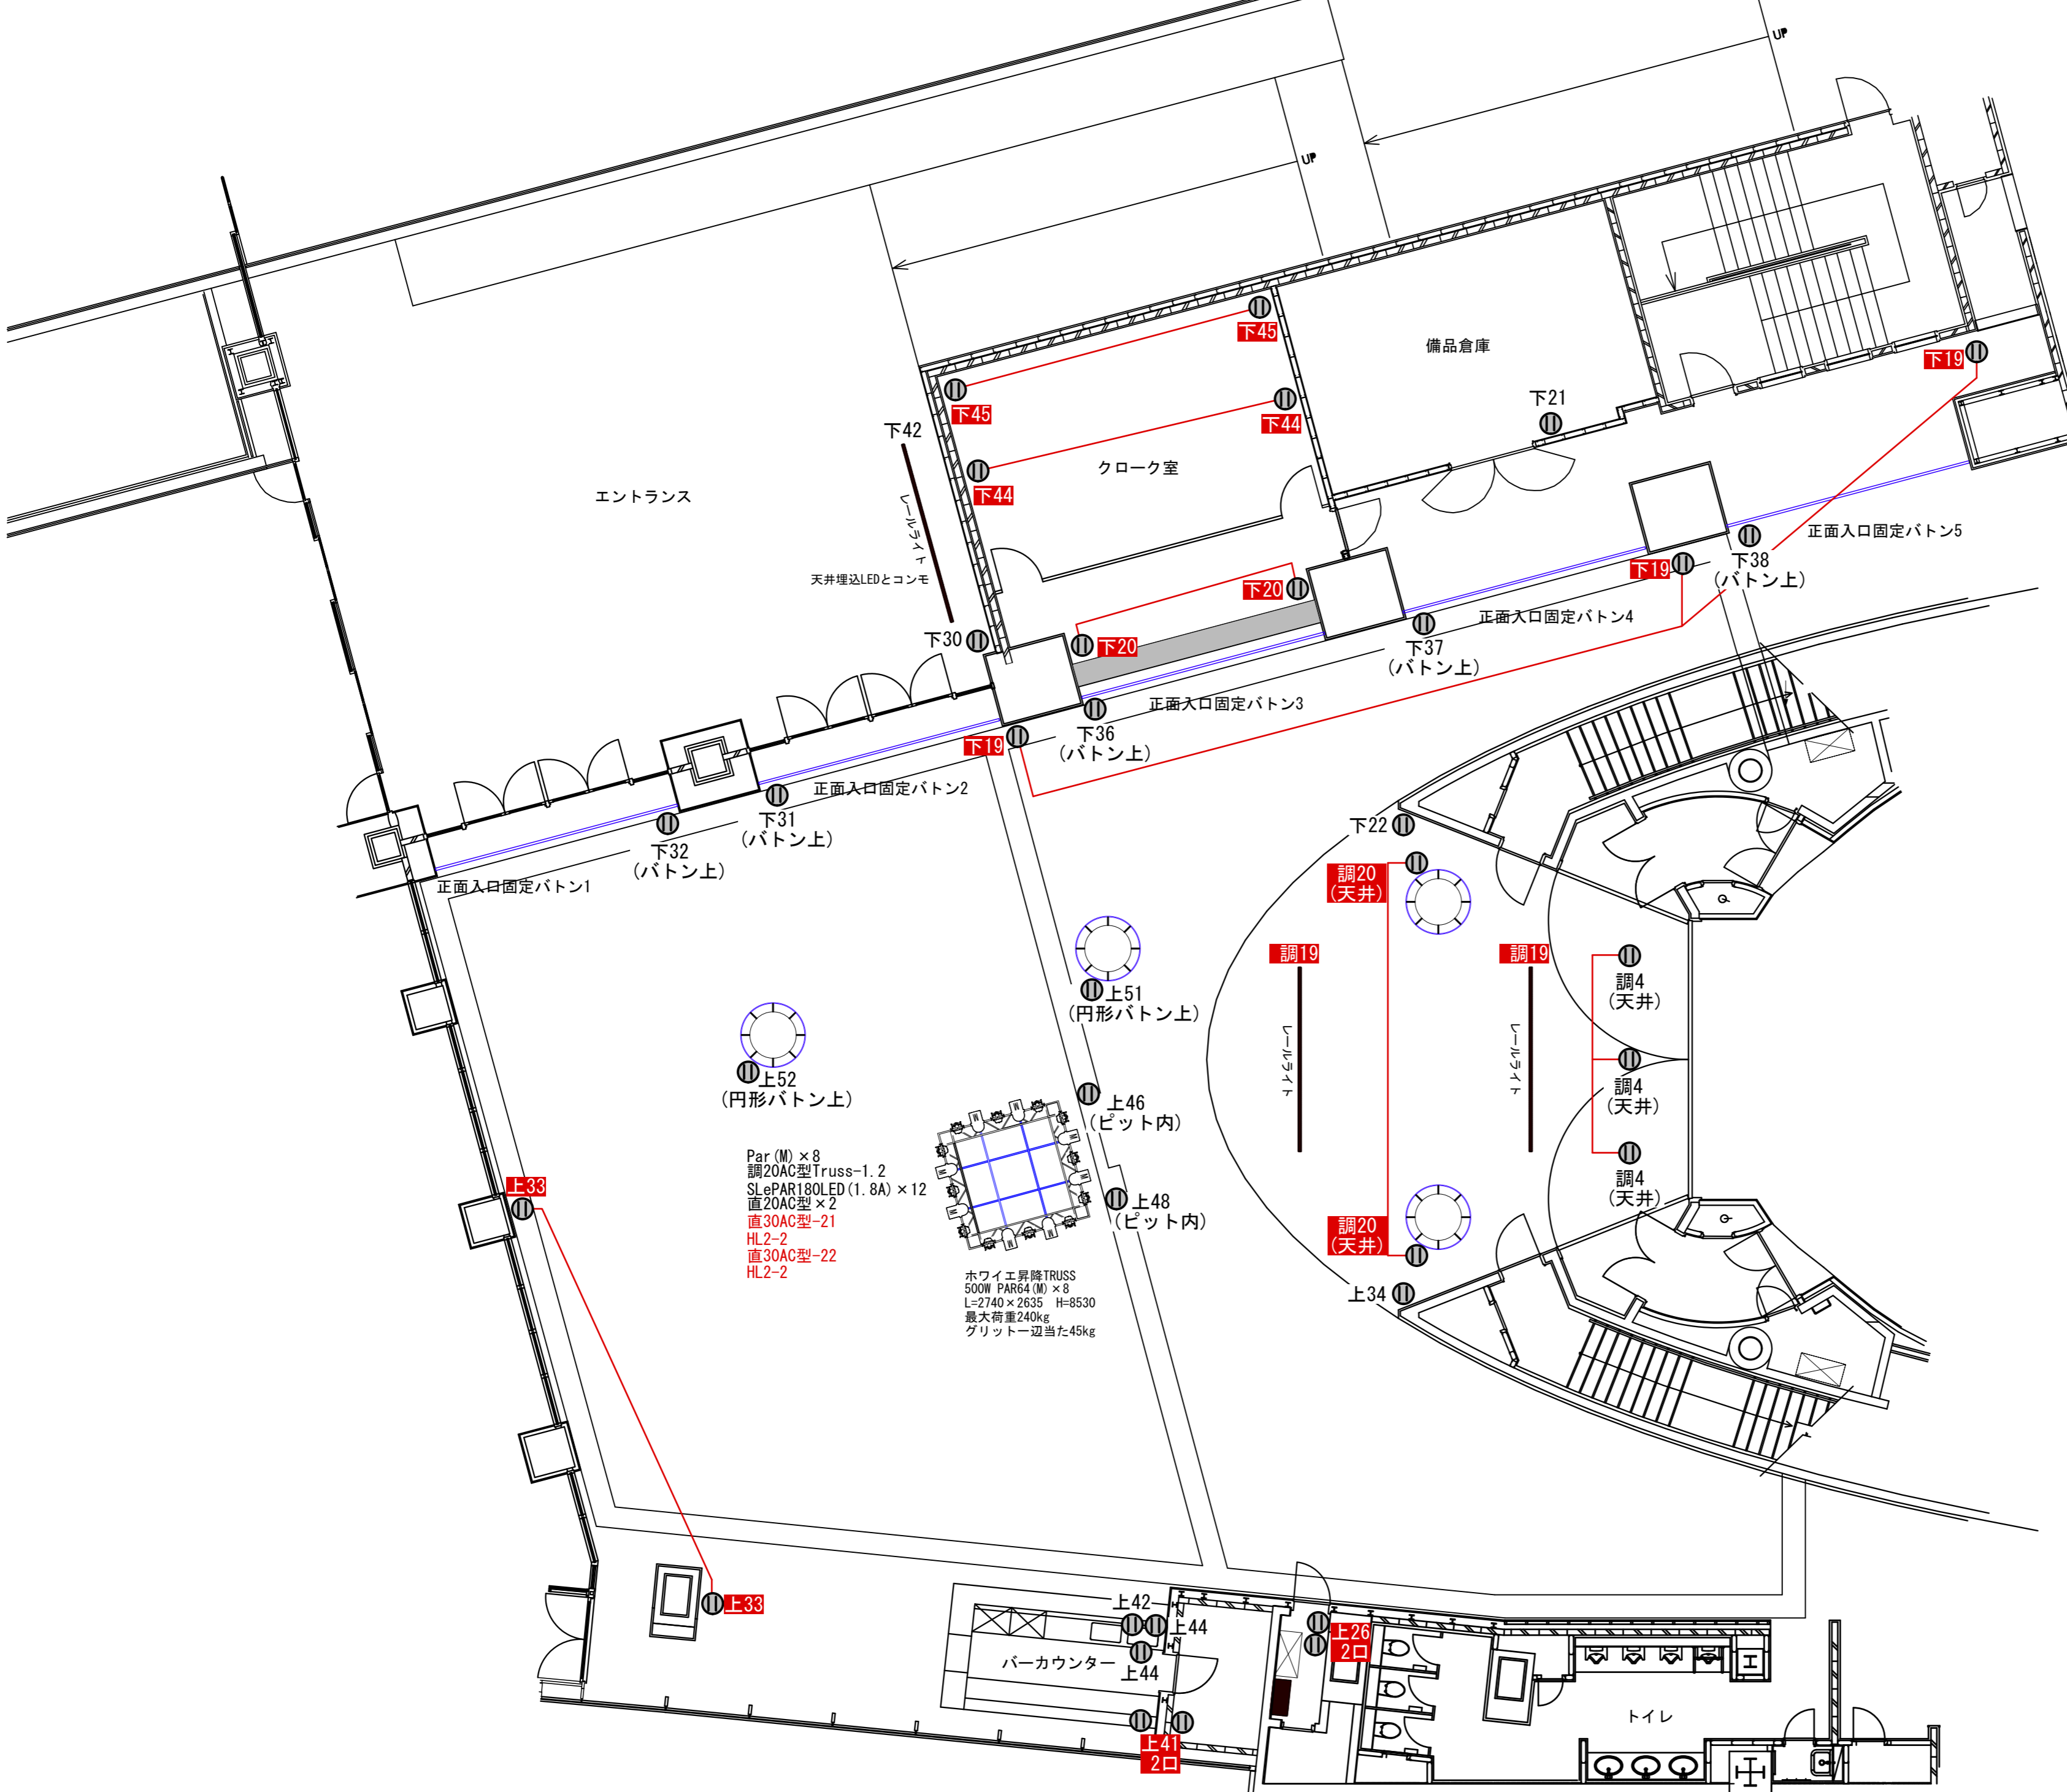 UP
UP
下45
備品倉庫
下19
下45
下21
下44
下42
クローク室
下44
エントランス
レールライト
正面入口固定バトン5
下38
(バトン上)
下19
天井埋込LEDとコンモ
下20
正面入口固定バトン4
下30
下20
下37
(バトン上)
正面入口固定バトン3
下36
(バトン上)
下19
正面入口固定バトン2
下31
(バトン上)
下22
下32
(バトン上)
調20
(天井)
正面入口固定バトン1
調19
調19
調4
(天井)
上51
(円形バトン上)
レールライト
レールライト
上52
(円形バトン上)
調4
(天井)
上46
(ピット内)
Par(M)×8
調20AC型Truss-1.2
SLePAR180LED(1.8A)×12
直20AC型×2
直30AC型-21
HL2-2
直30AC型-22
HL2-2
調4
(天井)
上33
上48
(ピット内)
調20
(天井)
ホワイエ昇降TRUSS
500W PAR64(M)×8
L=2740×2635 H=8530
最大荷重240kg
グリット一辺当た45kg
上34
上33
上42
上44
上26
2口
バーカウンター
上44
トイレ
上41
2口